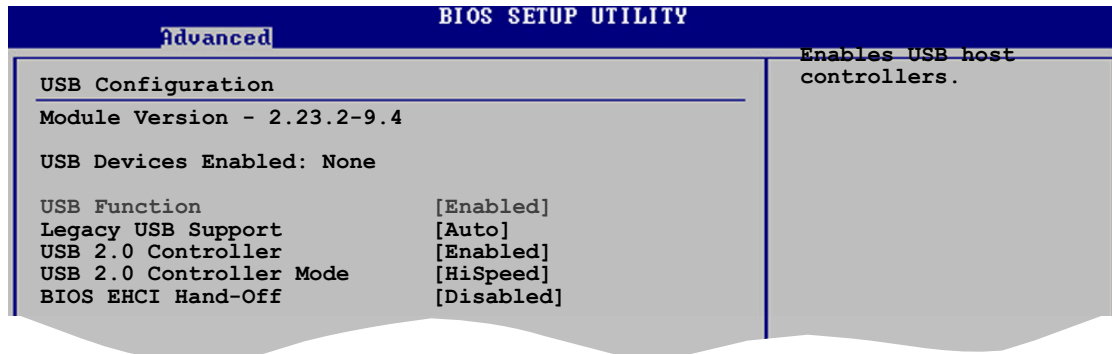 BIOS SETUP UTILITY
Advanced
USB Configuration
Module Version - 2.23.2-9.4
USB Devices Enabled: None
USB Function [Enabled]
Legacy USB Support [Auto]
USB 2.0 Controller [Enabled]
USB 2.0 Controller Mode [HiSpeed]
BIOS EHCI Hand-Off [Disabled]
Enables USB host
controllers.